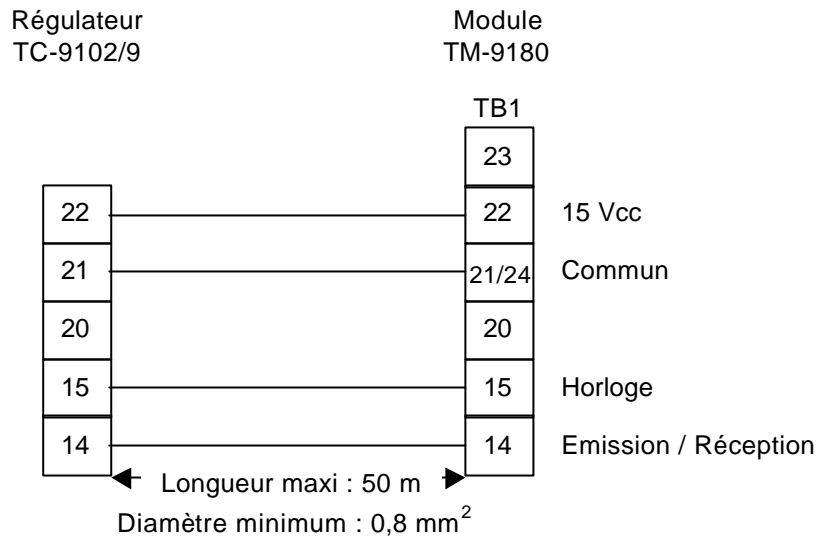 Régulateur
TC-9102/9
Module
TM-9180
TB1
23
22 22 15 Vcc
21 21/24 Commun
20 20
15 15 Horloge
14 14 Emission / Réception
Longueur maxi : 50 m
Diamètre minimum : 0,8 mm²